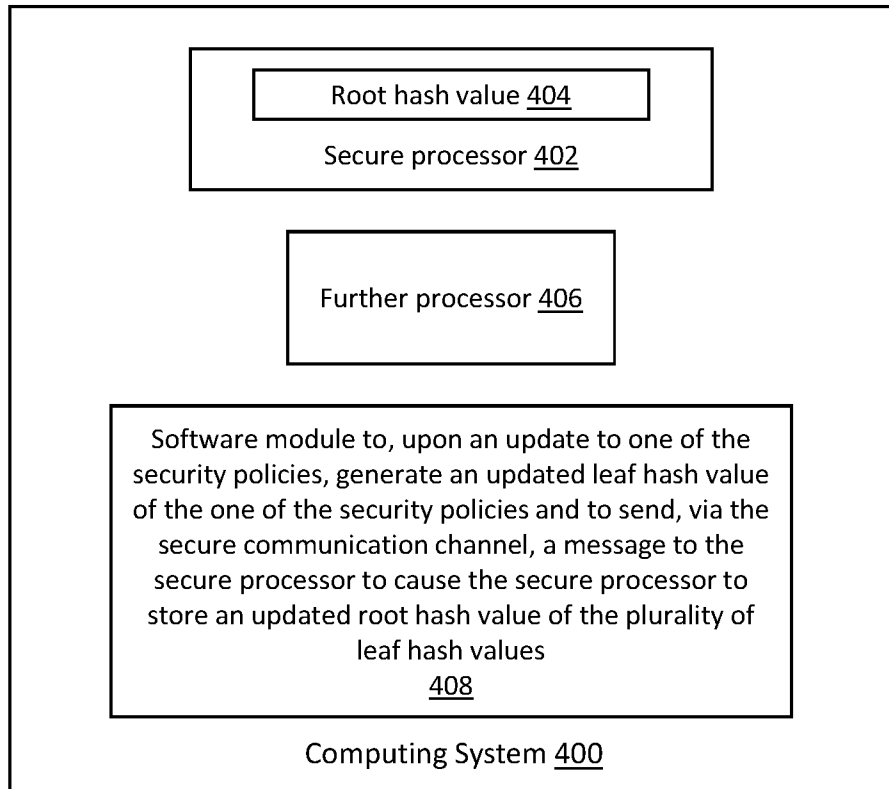 Root hash value 404
Secure processor 402
Further processor 406
Software module to, upon an update to one of the
security policies, generate an updated leaf hash value
of the one of the security policies and to send, via the
secure communication channel, a message to the
secure processor to cause the secure processor to
store an updated root hash value of the plurality of
leaf hash values
408
Computing System 400